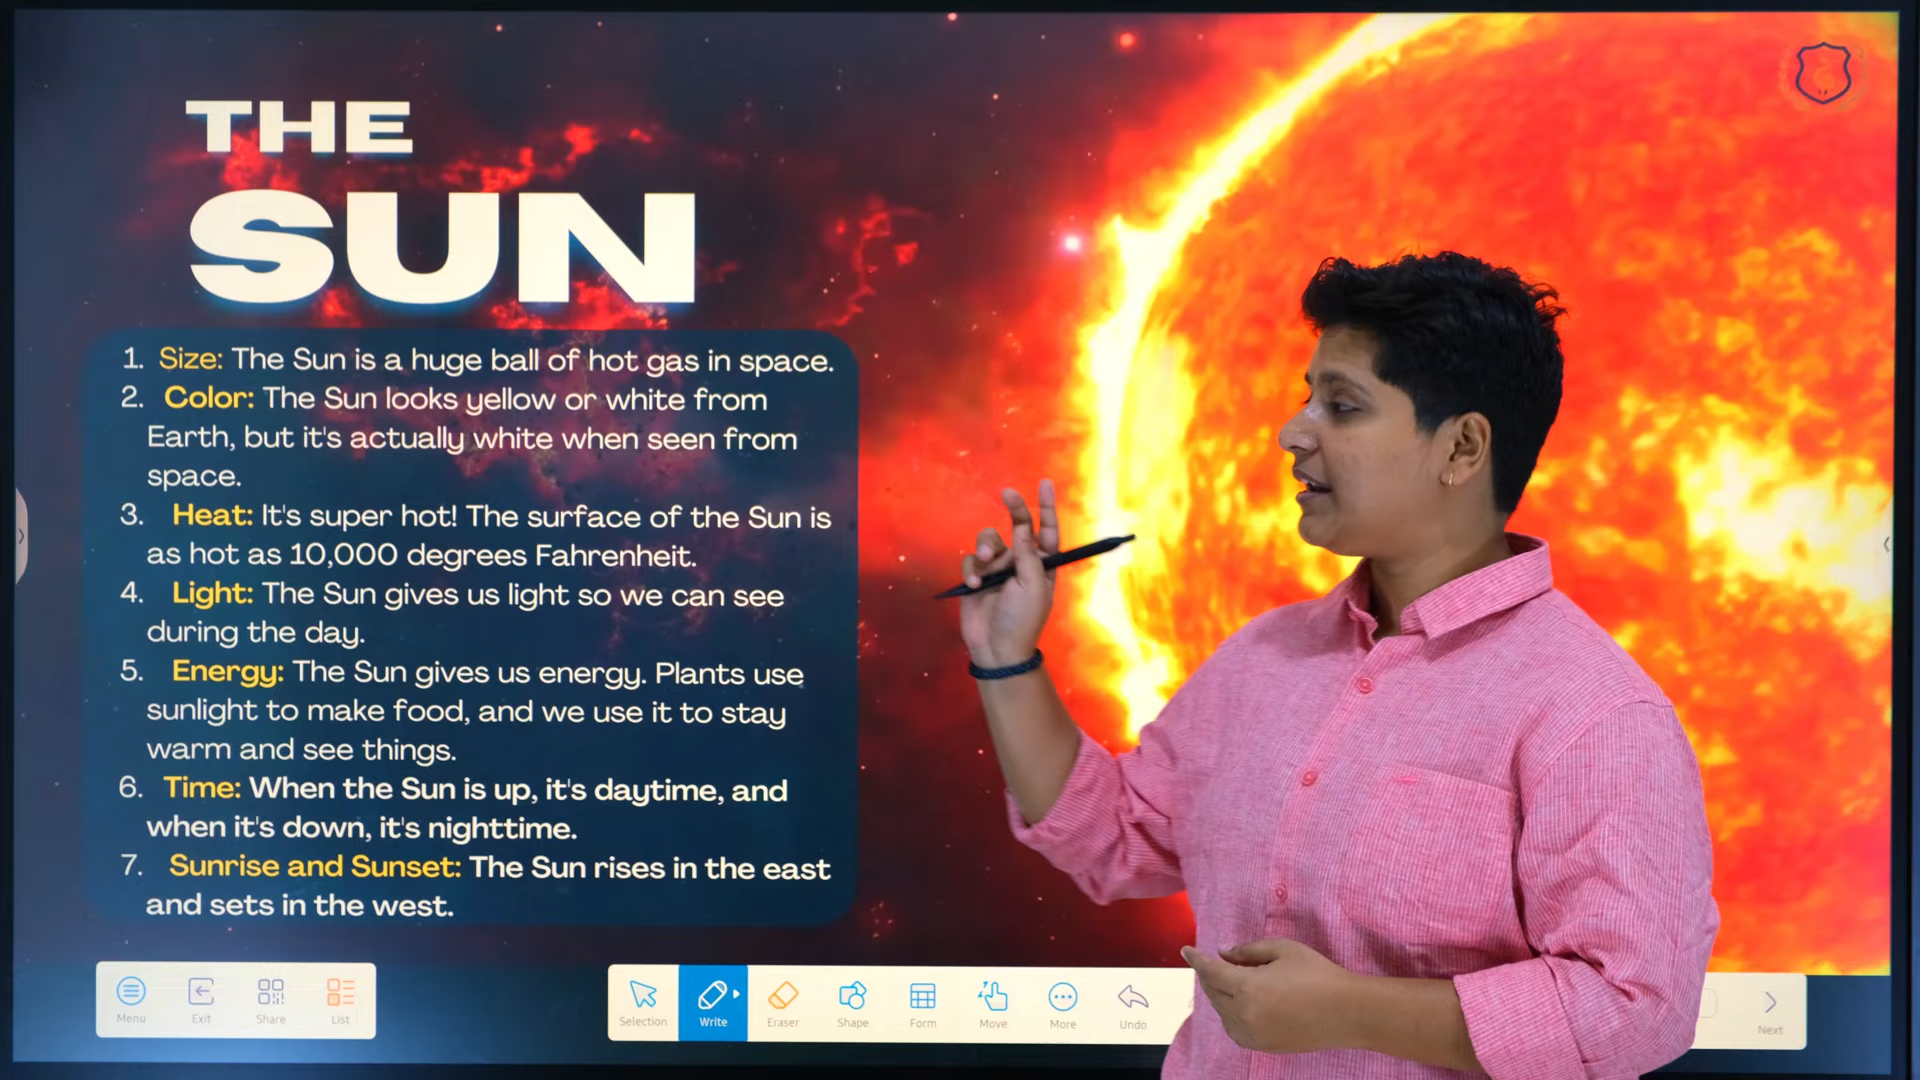 THE
SUN
1. Size: The Sun is a huge ball of hot gas in space.
2. Color: The Sun looks yellow or white from
Earth, but it's actually white when seen from
space.
3. Heat: It's super hot! The surface of the Sun is
as hot as 10,000 degrees Fahrenheit.
4. Light: The Sun gives us light so we can see
during the day.
5. Energy: The Sun gives us energy. Plants use
sunlight to make food, and we use it to stay
warm and see things.
6. Time: When the Sun is up, it's daytime, and
when it's down, it's nighttime.
7. Sunrise and Sunset: The Sun rises in the east
and sets in the west.
Menu Exit Share List Selection Write Eraser Shape Form Move More Undo Next